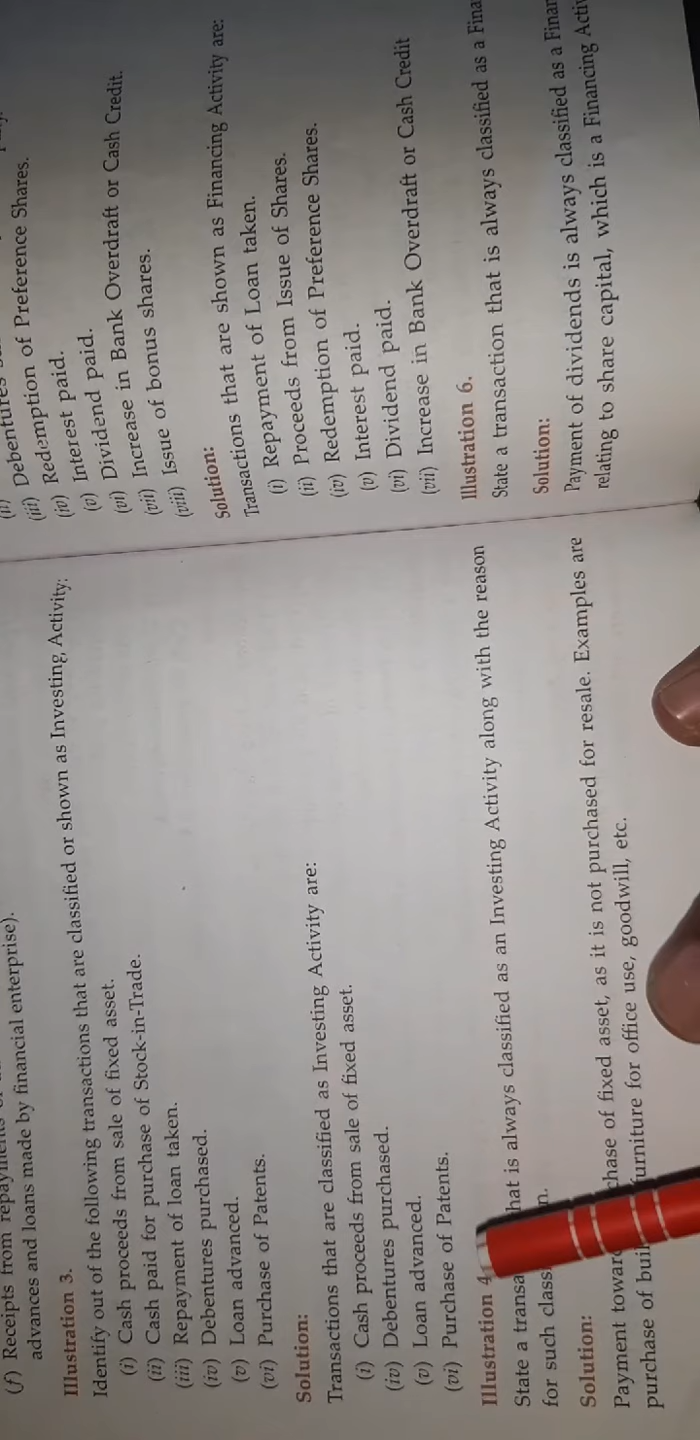 (f) Receipts from
advances and loans made by financial enterprise).
Illustration 3.
Identify out of the following transactions that are classified or shown as Investing Activity:
(i) Cash proceeds from sale of fixed asset.
(ii) Cash paid for purchase of Stock-in-Trade.
(iii) Repayment of loan taken.
(iv) Debentures purchased.
(v) Loan advanced.
(vi) Purchase of Patents.
Solution:
Transactions that are classified as Investing Activity are:
(i) Cash proceeds from sale of fixed asset.
(iv) Debentures purchased.
(v) Loan advanced.
(vi) Purchase of Patents.
Illustration 4
State a transa hat is always classified as an Investing Activity along with the reason
for such class n.
Solution:
Payment towar chase of fixed asset, as it is not purchased for resale. Examples are
purchase of buil urniture for office use, goodwill, etc.
(ii) Debentures
(iii) Redemption of Preference Shares.
(iv) Interest paid.
(v) Dividend paid.
(vi) Increase in Bank Overdraft or Cash Credit.
(vii) Issue of bonus shares.
(viii)
Solution:
Transactions that are shown as Financing Activity are:
(i) Repayment of Loan taken.
(ii) Proceeds from Issue of Shares.
(iv) Redemption of Preference Shares.
(v) Interest paid.
(vi) Dividend paid.
(vii) Increase in Bank Overdraft or Cash Credit
Illustration 6.
State a transaction that is always classified as a Fina
Solution:
Payment of dividends is always classified as a Finan
relating to share capital, which is a Financing Activ